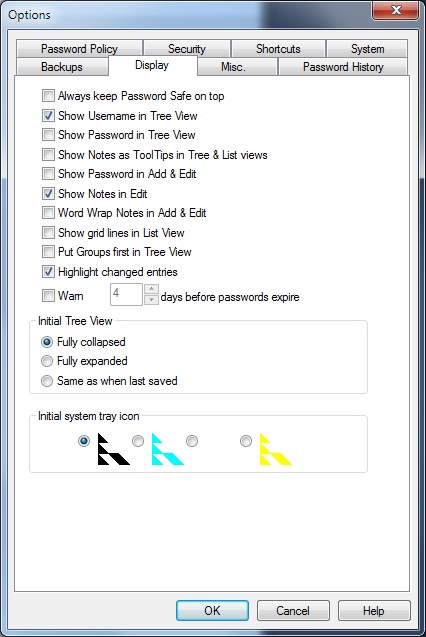 Options
Password Policy
Security
Shortcuts
System
Backups
Display
Misc.
Password History
Always keep Password Safe on top
Show Username in Tree View
Show Password in Tree View
Show Notes as ToolTips in Tree & List views
Show Password in Add & Edit
Show Notes in Edit
Word Wrap Notes in Add & Edit
Show grid lines in List View
Put Groups first in Tree View
Highlight changed entries
Warn 4 days before passwords expire
Initial Tree View
Fully collapsed
Fully expanded
Same as when last saved
Initial system tray icon
OK
Cancel
Help